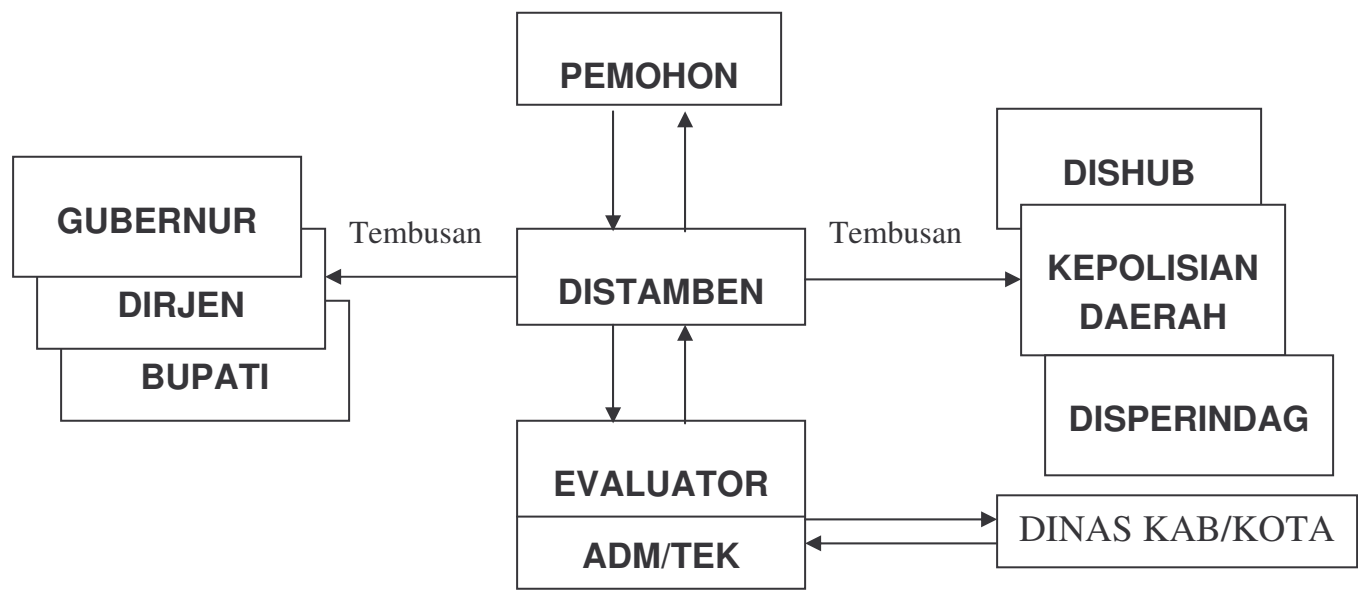 PEMOHON
GUBERNUR
DIRJEN
BUPATI
Tembusan
DISTAMBEN
Tembusan
DISHUB
KEPOLISIAN
DAERAH
DISPERINDAG
EVALUATOR
ADM/TEK
DINAS KAB/KOTA